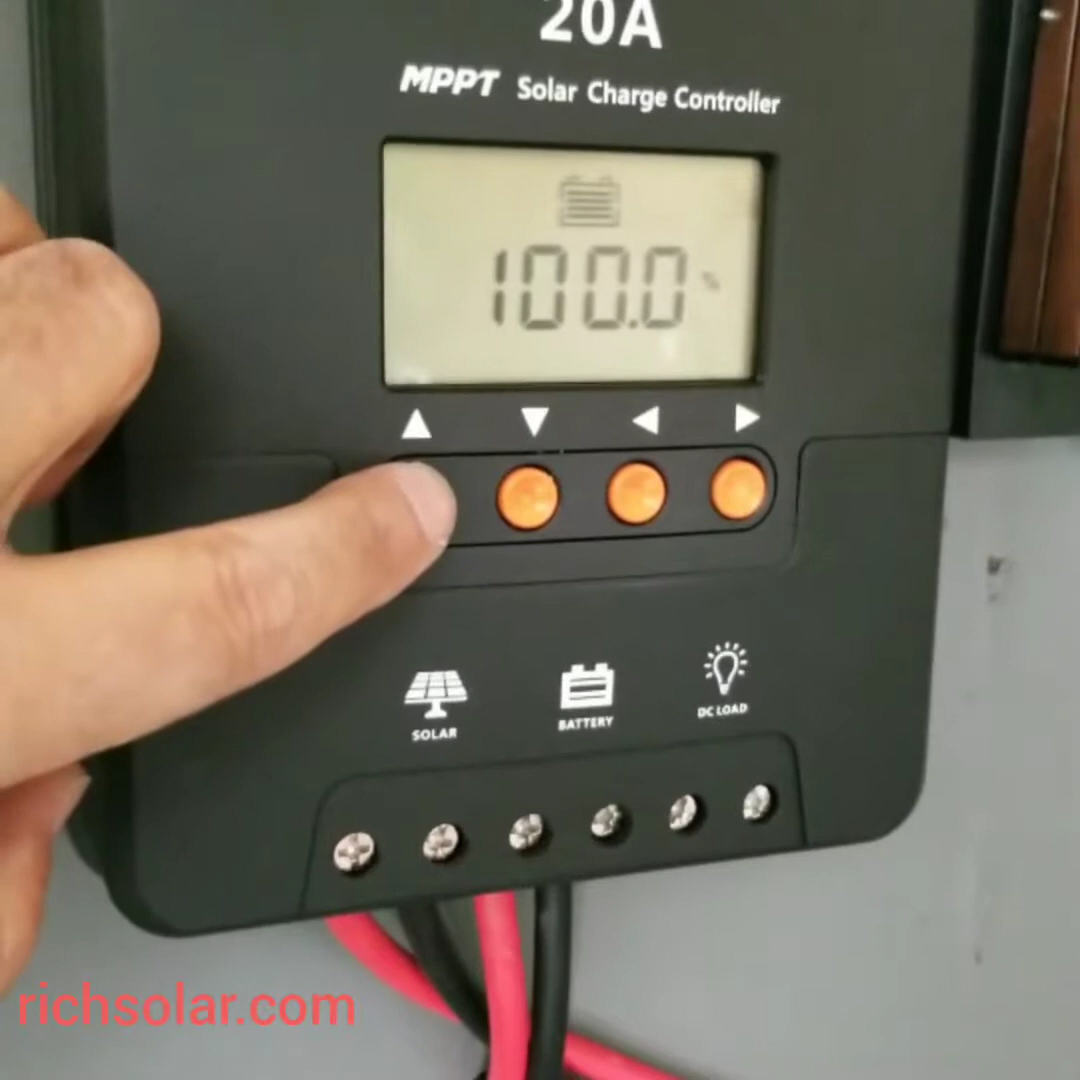 20A
MPPT Solar Charge Controller
100.0 %
▲ ▼ ◀ ▶
SOLAR
BATTERY
DC LOAD
richsolar.com